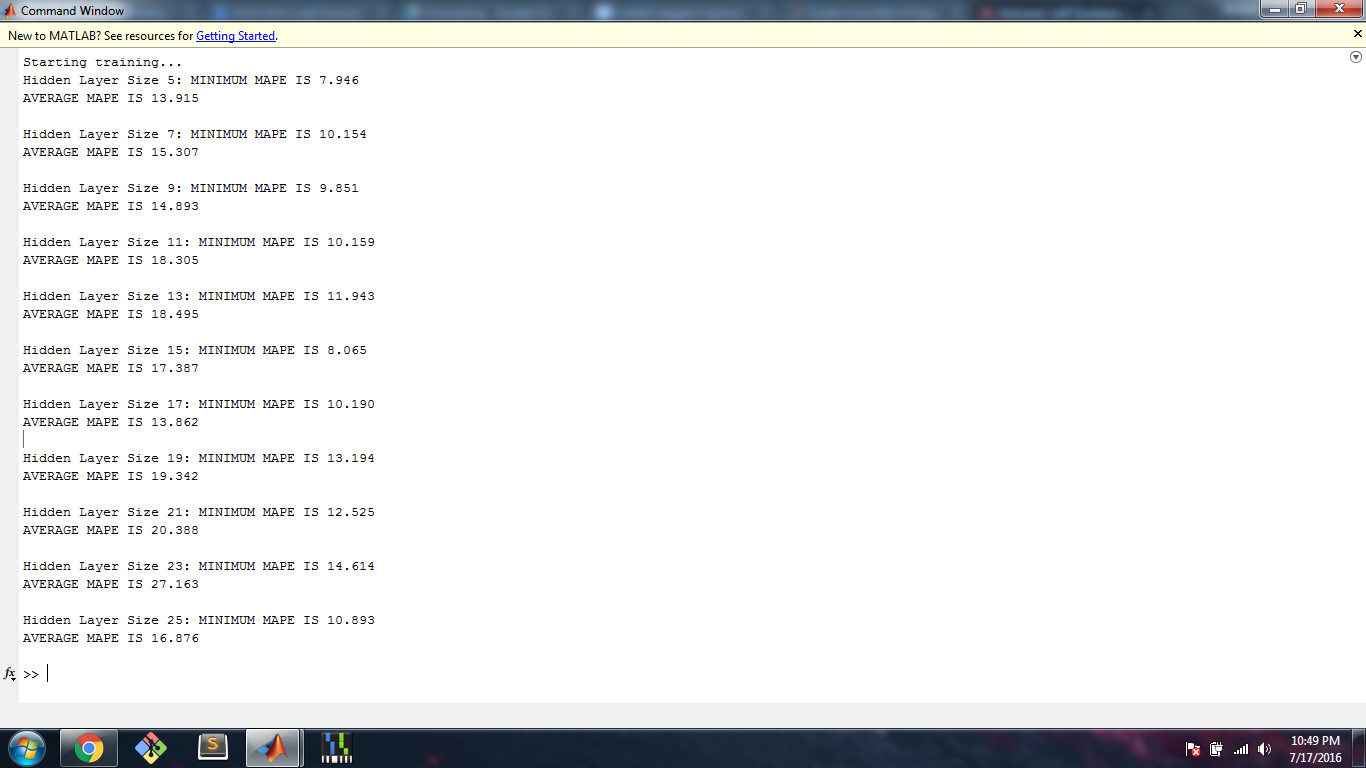 Command Window
New to MATLAB? See resources for Getting Started.
Starting training...
Hidden Layer Size 5: MINIMUM MAPE IS 7.946
AVERAGE MAPE IS 13.915
Hidden Layer Size 7: MINIMUM MAPE IS 10.154
AVERAGE MAPE IS 15.307
Hidden Layer Size 9: MINIMUM MAPE IS 9.851
AVERAGE MAPE IS 14.893
Hidden Layer Size 11: MINIMUM MAPE IS 10.159
AVERAGE MAPE IS 18.305
Hidden Layer Size 13: MINIMUM MAPE IS 11.943
AVERAGE MAPE IS 18.495
Hidden Layer Size 15: MINIMUM MAPE IS 8.065
AVERAGE MAPE IS 17.387
Hidden Layer Size 17: MINIMUM MAPE IS 10.190
AVERAGE MAPE IS 13.862
Hidden Layer Size 19: MINIMUM MAPE IS 13.194
AVERAGE MAPE IS 19.342
Hidden Layer Size 21: MINIMUM MAPE IS 12.525
AVERAGE MAPE IS 20.388
Hidden Layer Size 23: MINIMUM MAPE IS 14.614
AVERAGE MAPE IS 27.163
Hidden Layer Size 25: MINIMUM MAPE IS 10.893
AVERAGE MAPE IS 16.876
fx >>
S
10:49 PM
7/17/2016